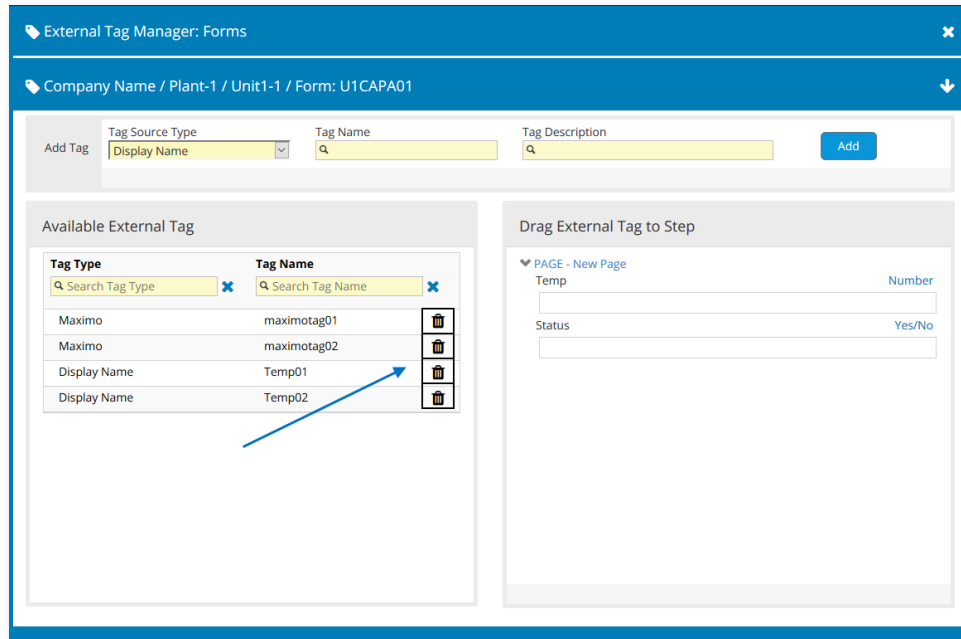 External Tag Manager: Forms
Company Name / Plant-1 / Unit1-1 / Form: U1CAPA01
Add Tag
Tag Source Type
Display Name
Tag Name
Tag Description
Add
Available External Tag
Tag Type
Tag Name
Search Tag Type
Search Tag Name
Maximo
maximotag01
Maximo
maximotag02
Display Name
Temp01
Display Name
Temp02
Drag External Tag to Step
PAGE - New Page
Temp
Number
Status
Yes/No